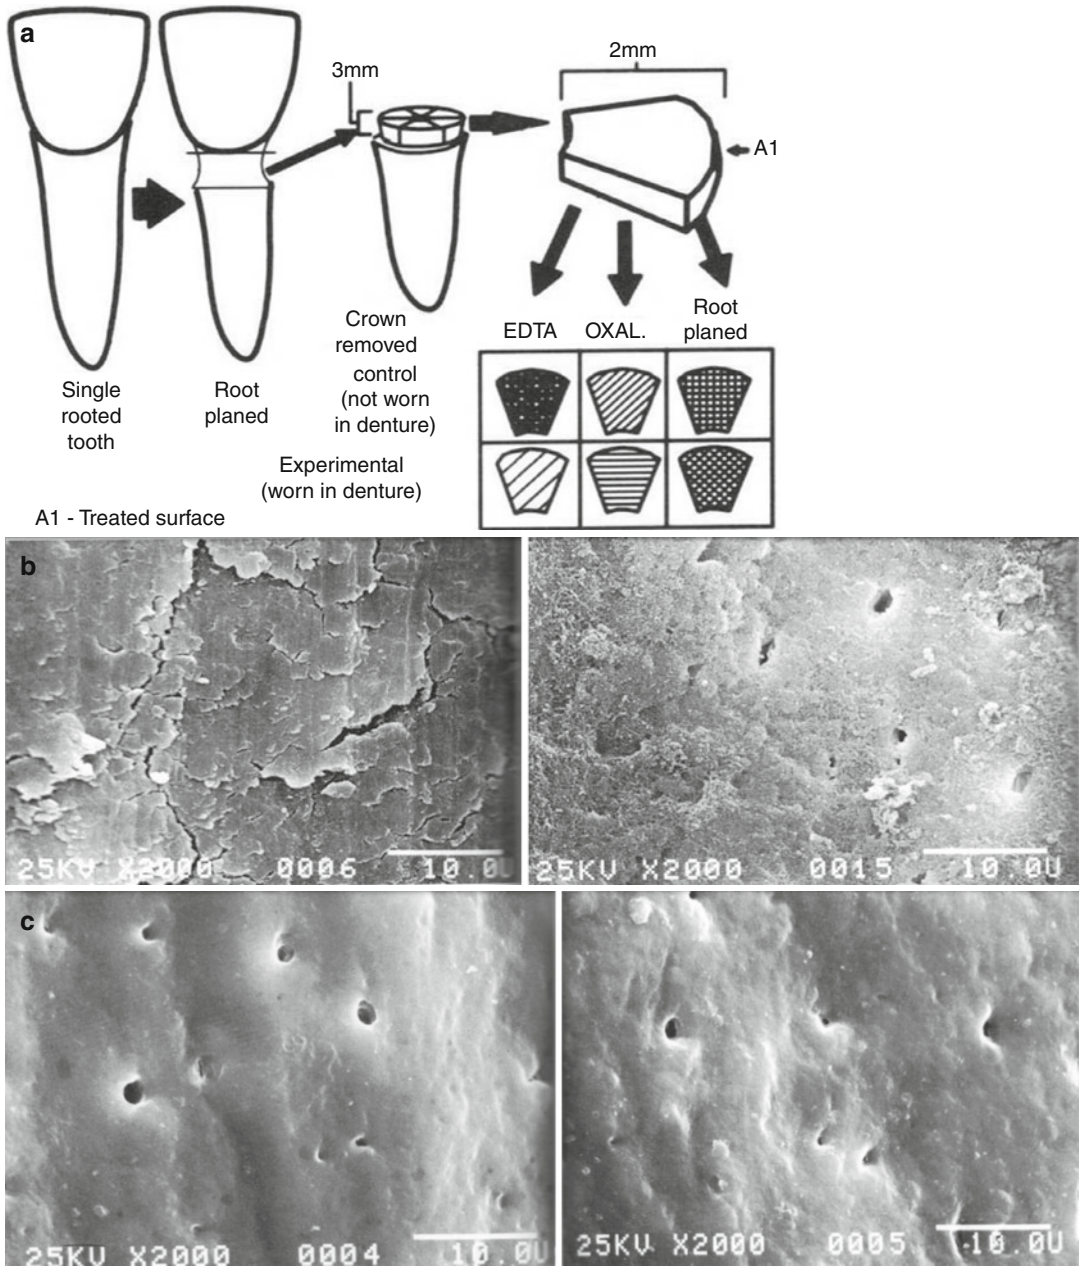 a
3mm
2mm
A1
Single
rooted
tooth
Root
planed
Crown
removed
control
(not worn
in denture)
Experimental
(worn in denture)
EDTA OXAL. Root
planed
A1 - Treated surface
b
25KV X2000 0006 10.0U
25KV X2000 0015 10.0U
c
25KV X2000 0004 10.0U
25KV X2000 0005 10.0U